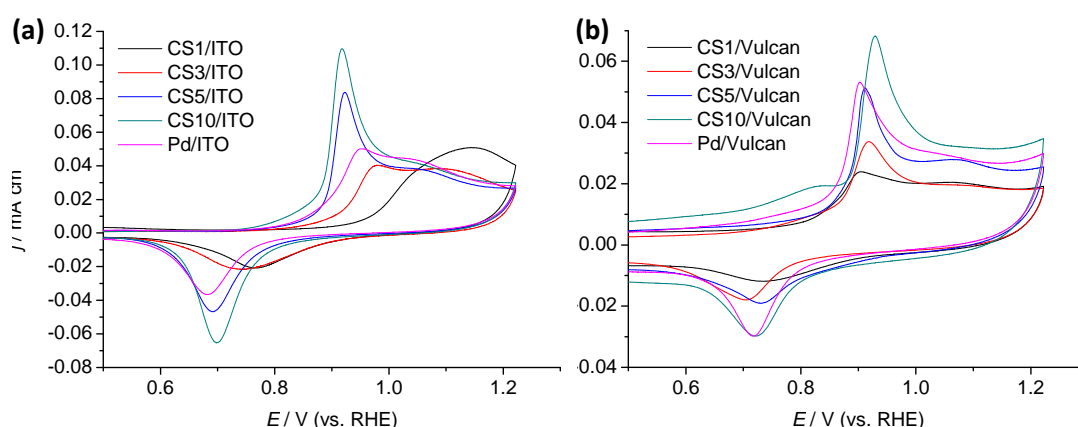 (a)
CS1/ITO
CS3/ITO
CS5/ITO
CS10/ITO
Pd/ITO
0.12
0.10
0.08
0.06
0.04
0.02
0.00
-0.02
-0.04
-0.06
-0.08
j / mA cm
0.6 0.8 1.0 1.2
E / V (vs. RHE)
(b)
CS1/Vulcan
CS3/Vulcan
CS5/Vulcan
CS10/Vulcan
Pd/Vulcan
0.06
0.04
0.02
0.00
-0.02
0.04
0.6 0.8 1.0 1.2
E / V (vs. RHE)